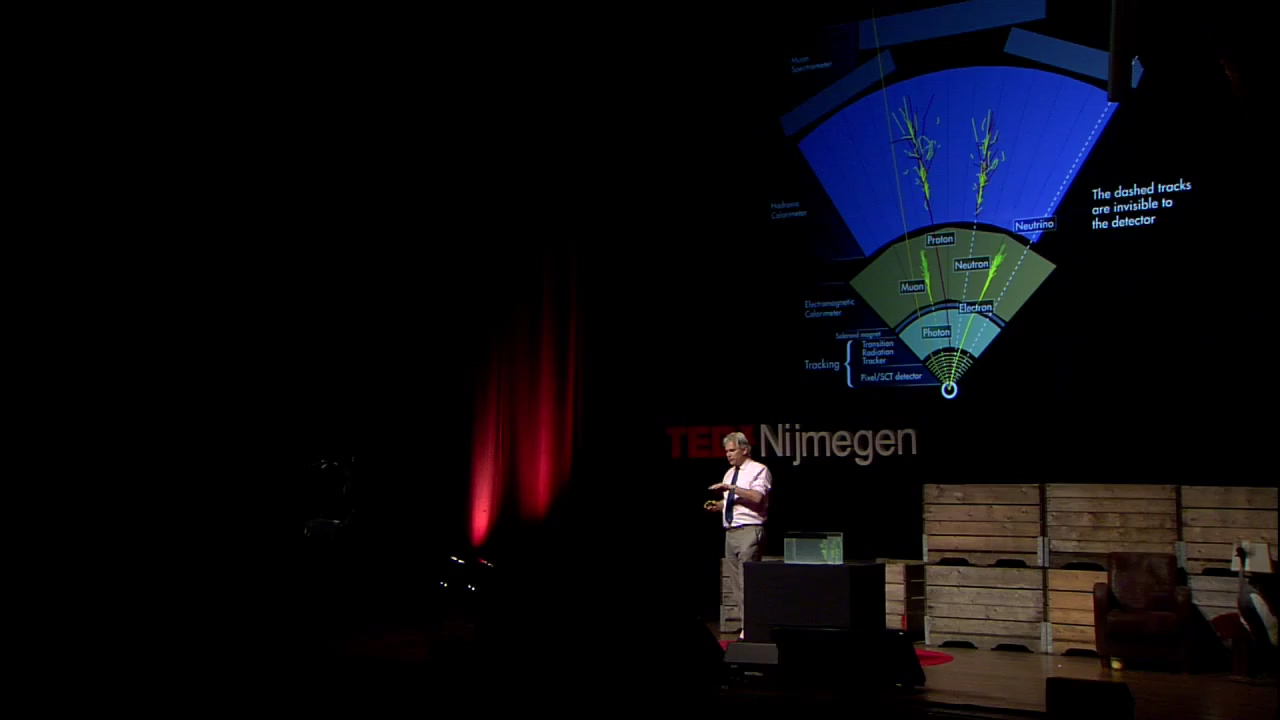 Muon
Spectrometer
Hadronic
Calorimeter
The dashed tracks
are invisible to
the detector
Neutrino
Proton
Neutron
Muon
Electron
Electromagnetic
Calorimeter
Photon
Solenoid magnet
Tracking
Transition
Radiation
Tracker
Pixel/SCT detector
TEDx Nijmegen